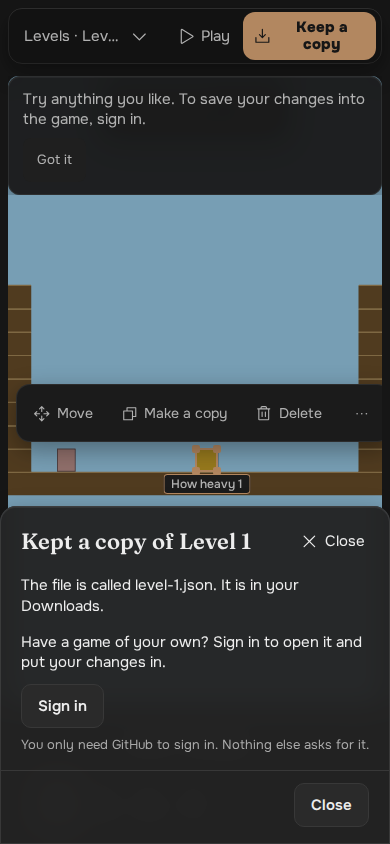 Levels · Lev...
Play
Keep a
copy
Try anything you like. To save your changes into
the game, sign in.
Got it
Move
Make a copy
Delete
...
How heavy 1
Kept a copy of Level 1
Close
The file is called level-1.json. It is in your
Downloads.
Have a game of your own? Sign in to open it and
put your changes in.
Sign in
You only need GitHub to sign in. Nothing else asks for it.
Close